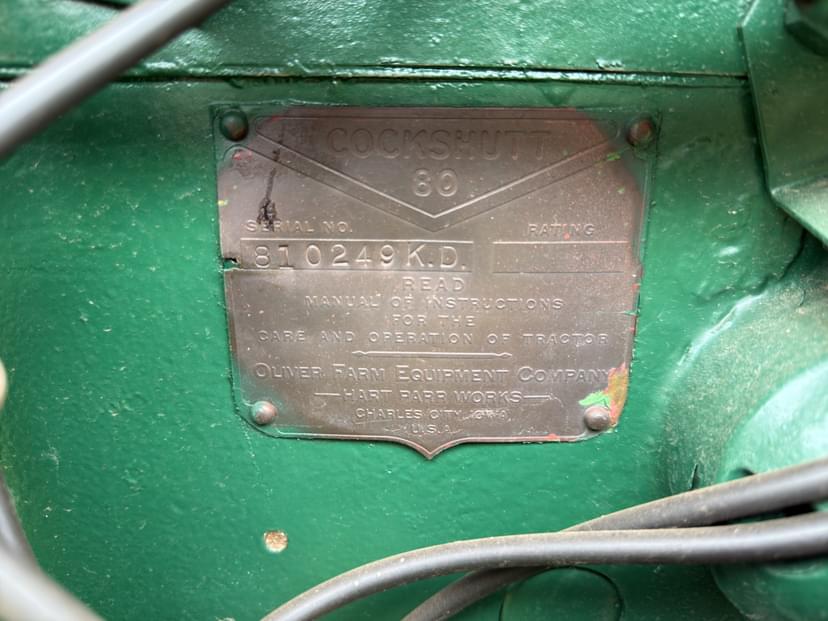 COCKSHUTT
80
SERIAL NO. RATING
810249K.D.
READ
MANUAL OF INSTRUCTIONS
FOR THE
CARE AND OPERATION OF TRACTOR
OLIVER FARM EQUIPMENT COMPANY
HART PARR WORKS
CHARLES CITY, IOWA,
U.S.A.